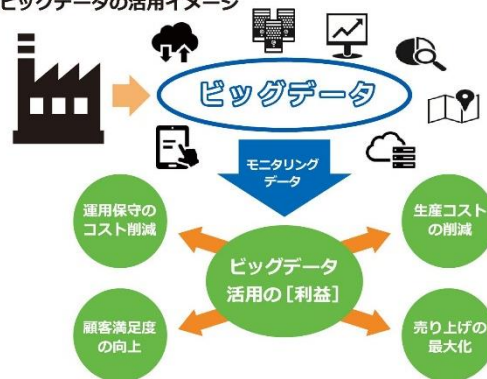 ビッグデータの活用イメージ
ビッグデータ
モニタリング
データ
運用保守の
コスト削減
生産コスト
の削減
ビッグデータ
活用の[利益]
顧客満足度
の向上
売り上げの
最大化